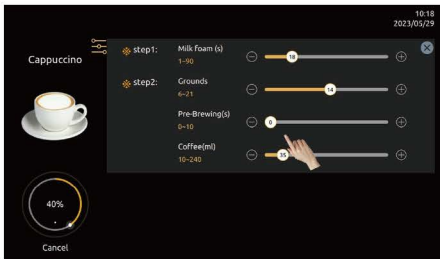 10:18
2023/05/29
Cappuccino
step1:
Milk foam (s)
1~90
18
step2:
Grounds
6~21
14
Pre-Brewing(s)
0~10
0
Coffee(ml)
10~240
35
40%
Cancel